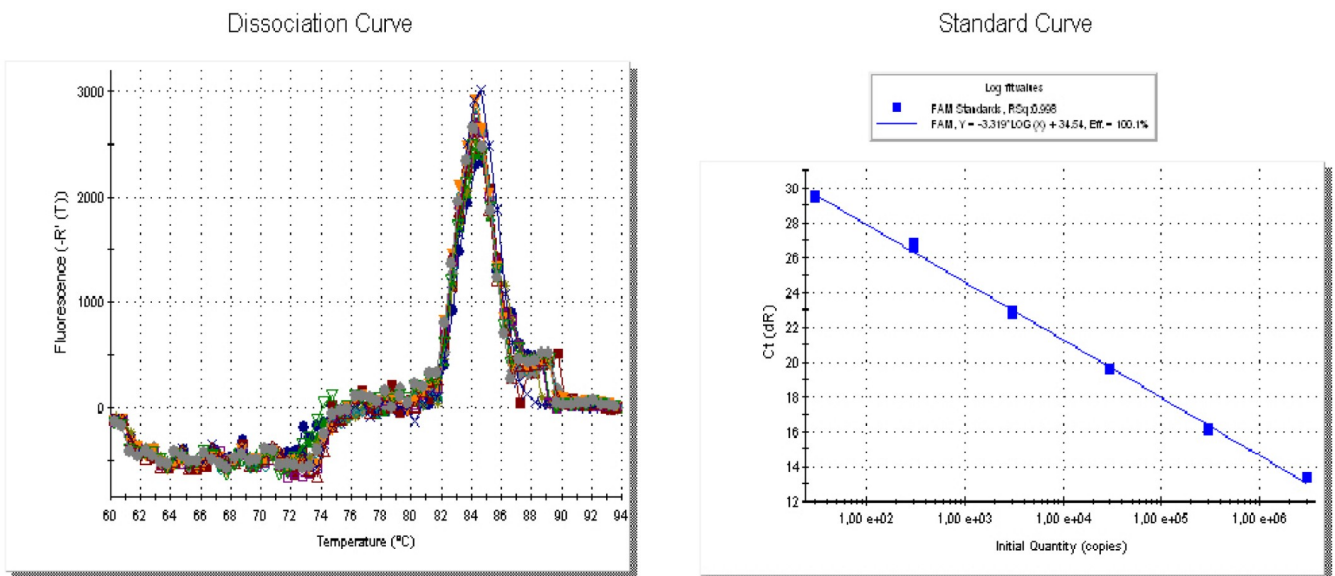 Dissociation Curve
Fluorescence (-R' (T))
3000
2000
1000
0
60 62 64 66 68 70 72 74 76 78 80 82 84 86 88 90 92 94
Temperature (ºC)
Standard Curve
Log fit values
FAM Standards, RSq:0.998
FAM, Y = -3.319*LOG (X) + 34.54, Eff. = 100.1%
Ct (dR)
30
28
26
24
22
20
18
16
14
12
1,00 e+02 1,00 e+03 1,00 e+04 1,00 e+05 1,00 e+06
Initial Quantity (copies)